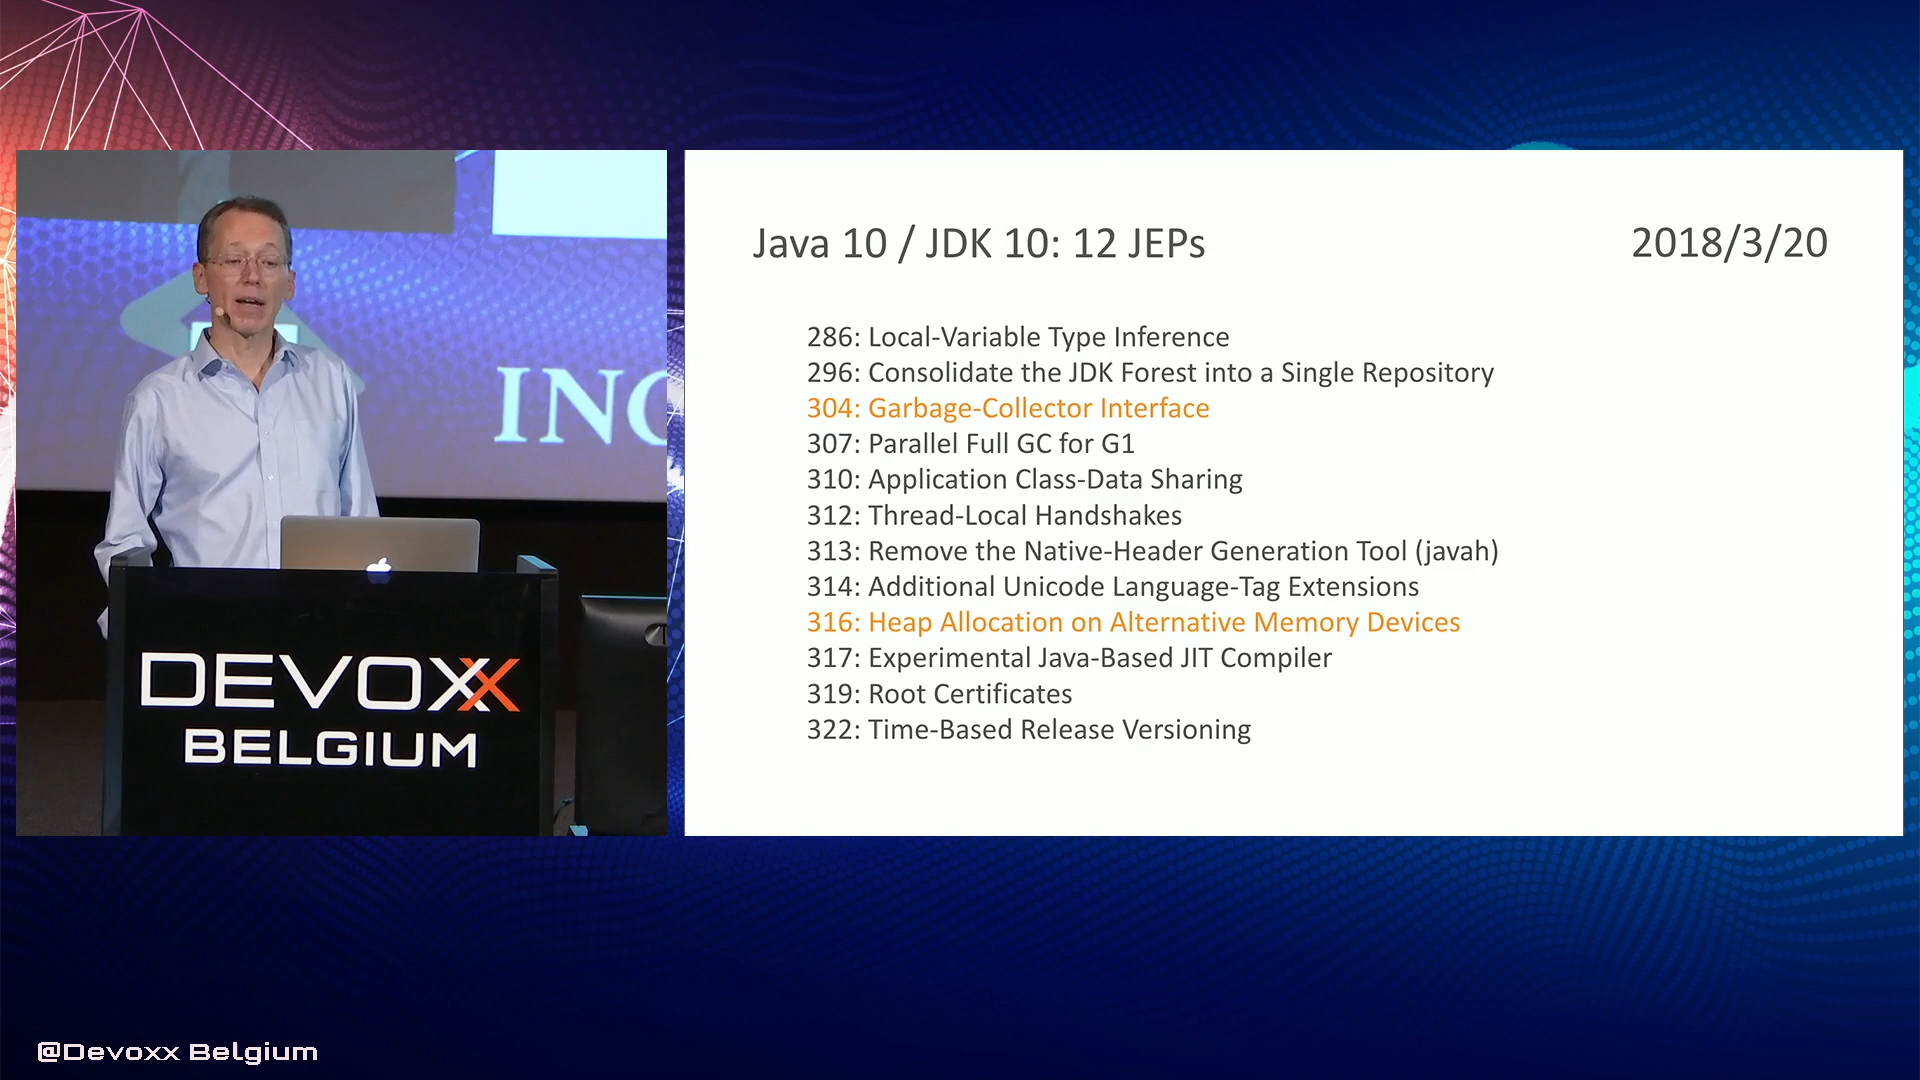 ING
Java 10 / JDK 10: 12 JEPs
2018/3/20
286: Local-Variable Type Inference
296: Consolidate the JDK Forest into a Single Repository
304: Garbage-Collector Interface
307: Parallel Full GC for G1
310: Application Class-Data Sharing
312: Thread-Local Handshakes
313: Remove the Native-Header Generation Tool (javah)
314: Additional Unicode Language-Tag Extensions
316: Heap Allocation on Alternative Memory Devices
317: Experimental Java-Based JIT Compiler
319: Root Certificates
322: Time-Based Release Versioning
DEVOXX
BELGIUM
@Devoxx Belgium